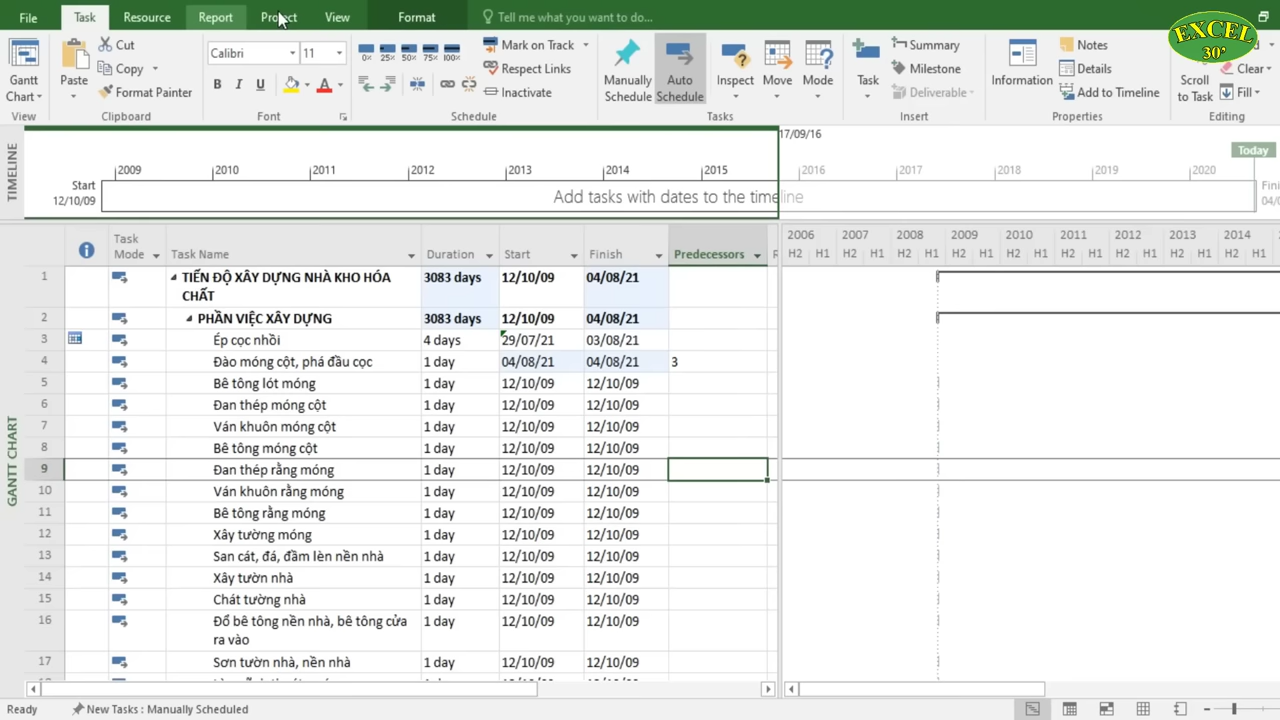 File Task Resource Report Project View Format Tell me what you want to do...
EXCEL
30*
Gantt Chart
Paste
Cut
Copy
Format Painter
Calibri 11
B I U A
0% 25% 50% 75% 100%
Mark on Track
Respect Links
Inactivate
Manually Schedule
Auto Schedule
Inspect
Move
Mode
Task
Summary
Milestone
Deliverable
Information
Notes
Details
Add to Timeline
Scroll to Task
Clear
Fill
View Clipboard Font Schedule Tasks Insert Properties Editing
TIMELINE
17/09/16
Today
2009 2010 2011 2012 2013 2014 2015 2016 2017 2018 2019 2020
Start
12/10/09
Add tasks with dates to the timeline
Task Mode Task Name Duration Start Finish Predecessors
2006 2007 2008 2009 2010 2011 2012 2013 2014
H2 H1 H2 H1 H2 H1 H2 H1 H2 H1 H2 H1 H2 H1 H2 H1 H2 H1
GANTT CHART
1 TIẾN ĐỘ XÂY DỰNG NHÀ KHO HÓA 3083 days 12/10/09 04/08/21
CHẤT
2 PHẦN VIỆC XÂY DỰNG 3083 days 12/10/09 04/08/21
3 Ép cọc nhồi 4 days 29/07/21 03/08/21
4 Đào móng cột, phá đầu cọc 1 day 04/08/21 04/08/21 3
5 Bê tông lót móng 1 day 12/10/09 12/10/09
6 Đan thép móng cột 1 day 12/10/09 12/10/09
7 Ván khuôn móng cột 1 day 12/10/09 12/10/09
8 Bê tông móng cột 1 day 12/10/09 12/10/09
9 Đan thép rằng móng 1 day 12/10/09 12/10/09
10 Ván khuôn rằng móng 1 day 12/10/09 12/10/09
11 Bê tông rằng móng 1 day 12/10/09 12/10/09
12 Xây tường móng 1 day 12/10/09 12/10/09
13 San cát, đá, đầm lèn nền nhà 1 day 12/10/09 12/10/09
14 Xây tườn nhà 1 day 12/10/09 12/10/09
15 Chát tường nhà 1 day 12/10/09 12/10/09
16 Đổ bê tông nền nhà, bê tông cửa 1 day 12/10/09 12/10/09
ra vào
17 Sơn tườn nhà, nền nhà 1 day 12/10/09 12/10/09
Ready New Tasks : Manually Scheduled